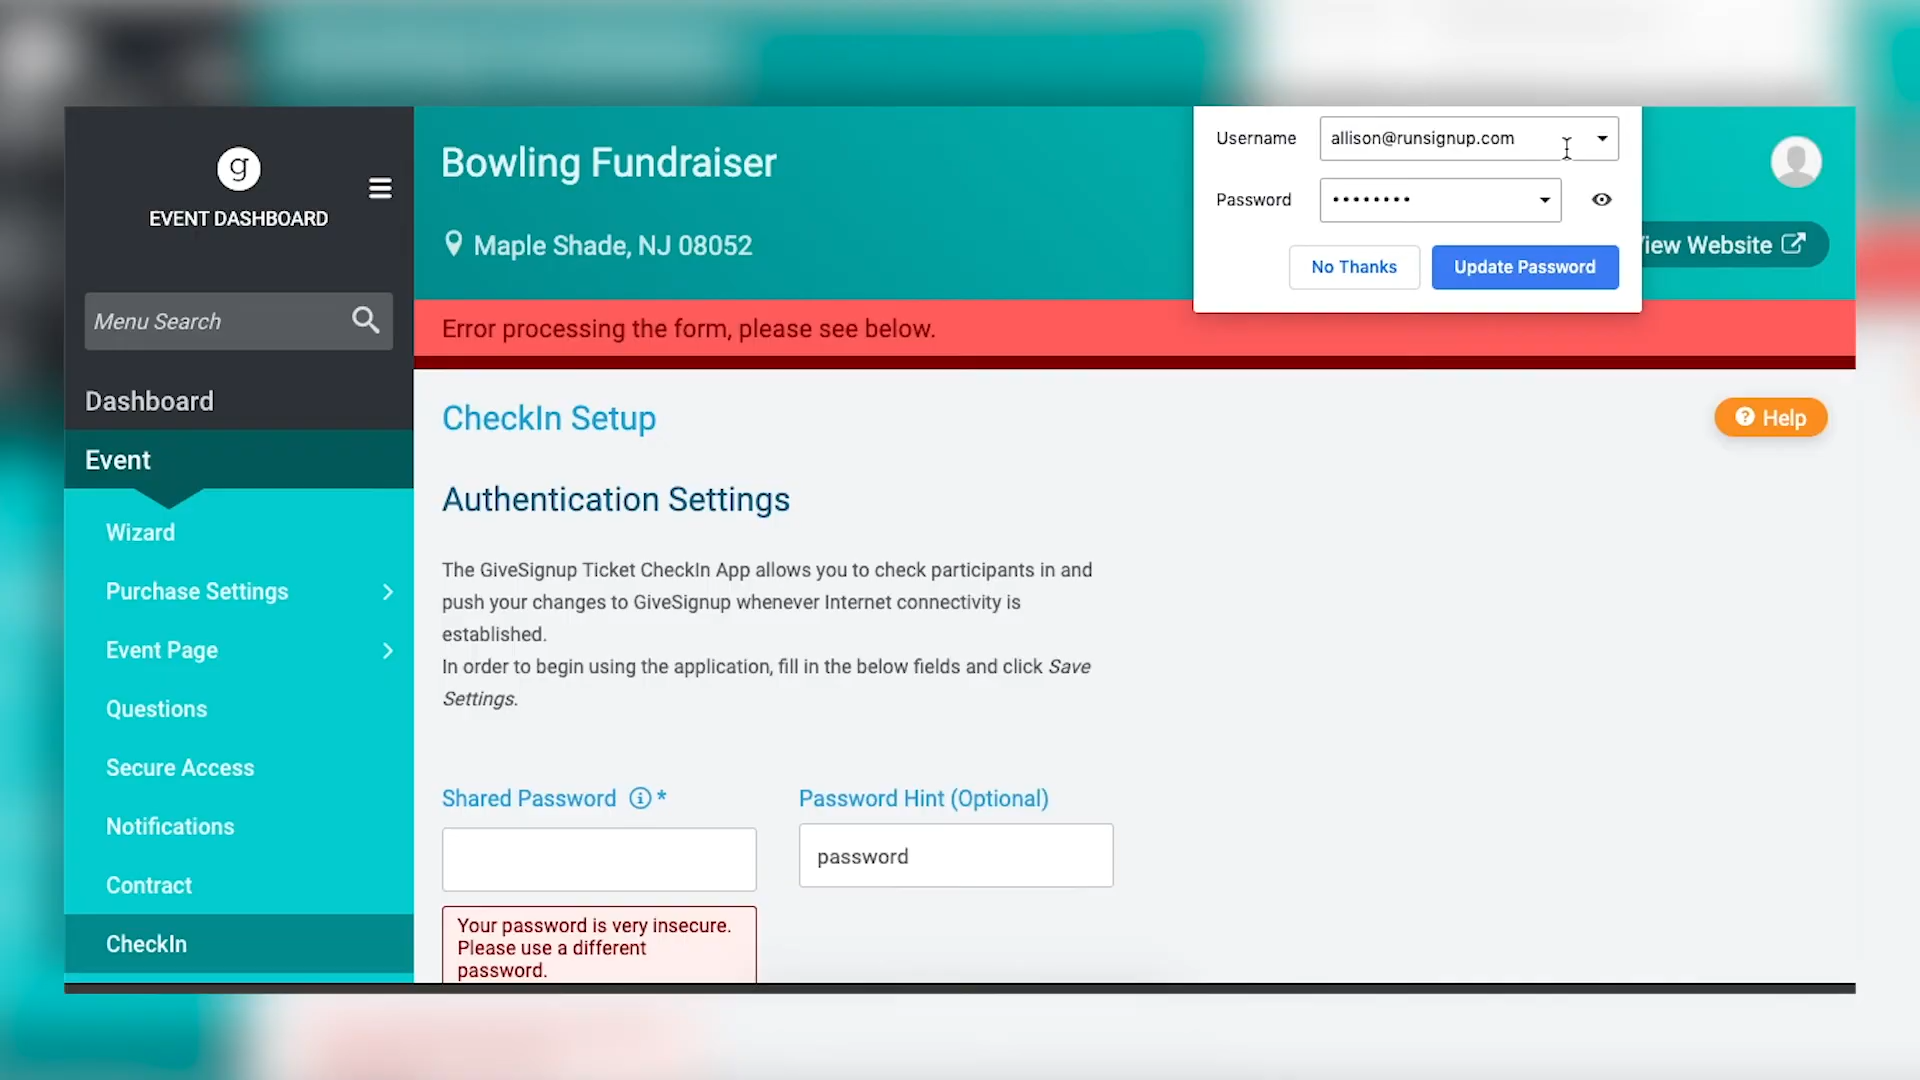 g
EVENT DASHBOARD
Menu Search
Dashboard
Event
Wizard
Purchase Settings
Event Page
Questions
Secure Access
Notifications
Contract
CheckIn
Bowling Fundraiser
Maple Shade, NJ 08052
Username
allison@runsignup.com
Password
••••••••
No Thanks
Update Password
iew Website
Error processing the form, please see below.
CheckIn Setup
? Help
Authentication Settings
The GiveSignup Ticket CheckIn App allows you to check participants in and
push your changes to GiveSignup whenever Internet connectivity is
established.
In order to begin using the application, fill in the below fields and click Save
Settings.
Shared Password i *
Password Hint (Optional)
password
Your password is very insecure.
Please use a different
password.